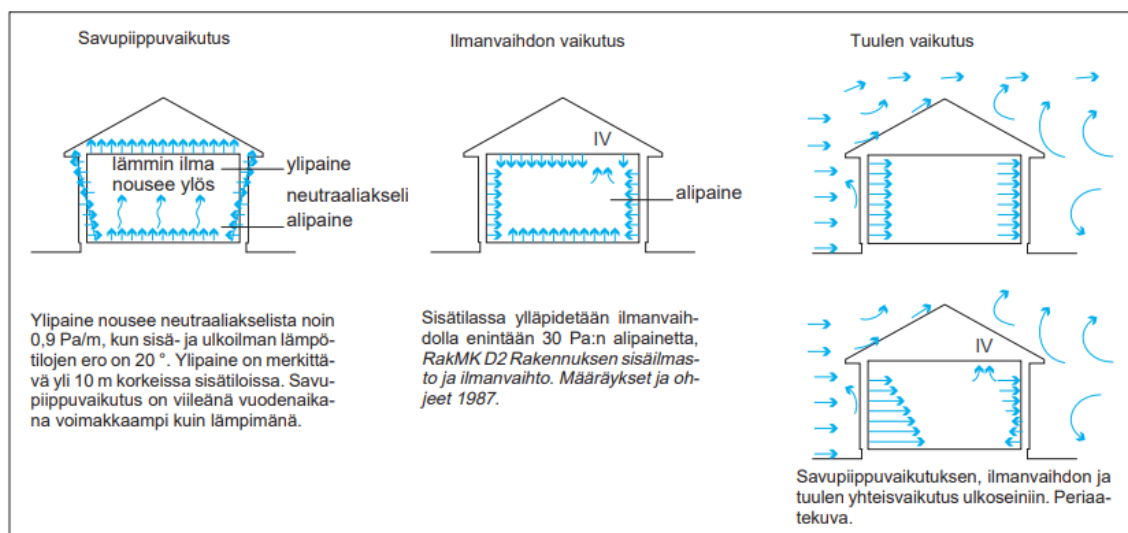 Savupiippuvaikutus
lämmin ilma
nousee ylös
ylipaine
neutraaliakseli
alipaine
Ylipaine nousee neutraaliakselista noin
0,9 Pa/m, kun sisä- ja ulkoilman lämpö-
tilojen ero on 20 °. Ylipaine on merkittä-
vä yli 10 m korkeissa sisätiloissa. Savu-
piippuvaikutus on viileänä vuodenaika-
na voimakkaampi kuin lämpimänä.
Ilmanvaihdon vaikutus
IV
alipaine
Sisätilassa ylläpidetään ilmanvaih-
dolla enintään 30 Pa:n alipainetta,
RakMK D2 Rakennuksen sisäilmas-
to ja ilmanvaihto. Määräykset ja oh-
jeet 1987.
Tuulen vaikutus
IV
Savupiippuvaikutuksen, ilmanvaihdon ja
tuulen yhteisvaikutus ulkoseiniin. Periaa-
tekuva.